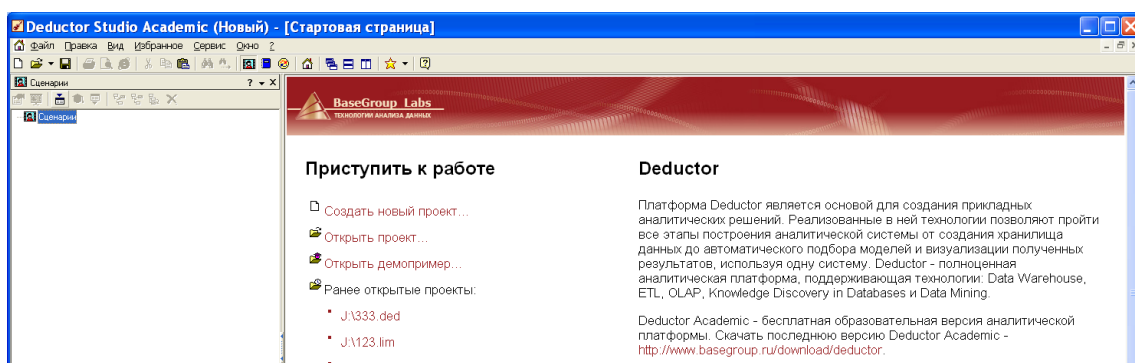 Deductor Studio Academic (Новый) - [Стартовая страница]
Файл Правка Вид Избранное Сервис Окно ?
Сценарии
Сценарии
BaseGroup Labs
ТЕХНОЛОГИИ АНАЛИЗА ДАННЫХ
Приступить к работе
Создать новый проект...
Открыть проект...
Открыть демопример...
Ранее открытые проекты:
J:\333.ded
J:\123.lim
Deductor
Платформа Deductor является основой для создания прикладных
аналитических решений. Реализованные в ней технологии позволяют пройти
все этапы построения аналитической системы от создания хранилища
данных до автоматического подбора моделей и визуализации полученных
результатов, используя одну систему. Deductor - полноценная
аналитическая платформа, поддерживающая технологии: Data Warehouse,
ETL, OLAP, Knowledge Discovery in Databases и Data Mining.
Deductor Academic - бесплатная образовательная версия аналитической
платформы. Скачать последнюю версию Deductor Academic -
http://www.basegroup.ru/download/deductor.